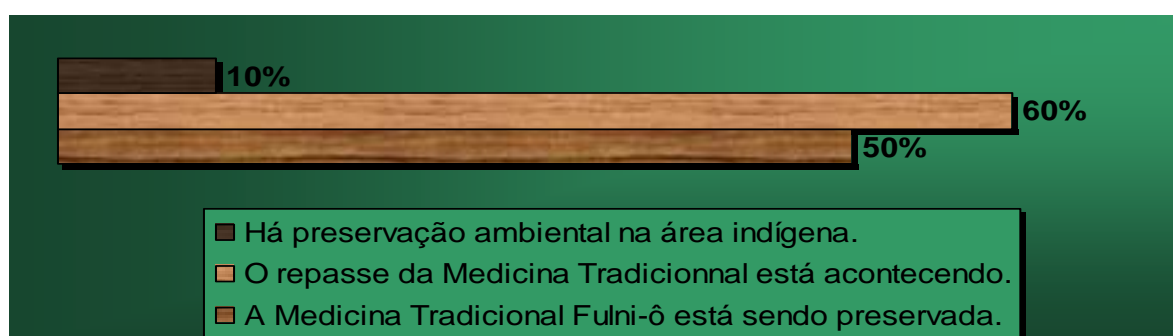 10%
60%
50%
Há preservação ambiental na área indígena.
O repasse da Medicina Tradicionnal está acontecendo.
A Medicina Tradicional Fulni-ô está sendo preservada.